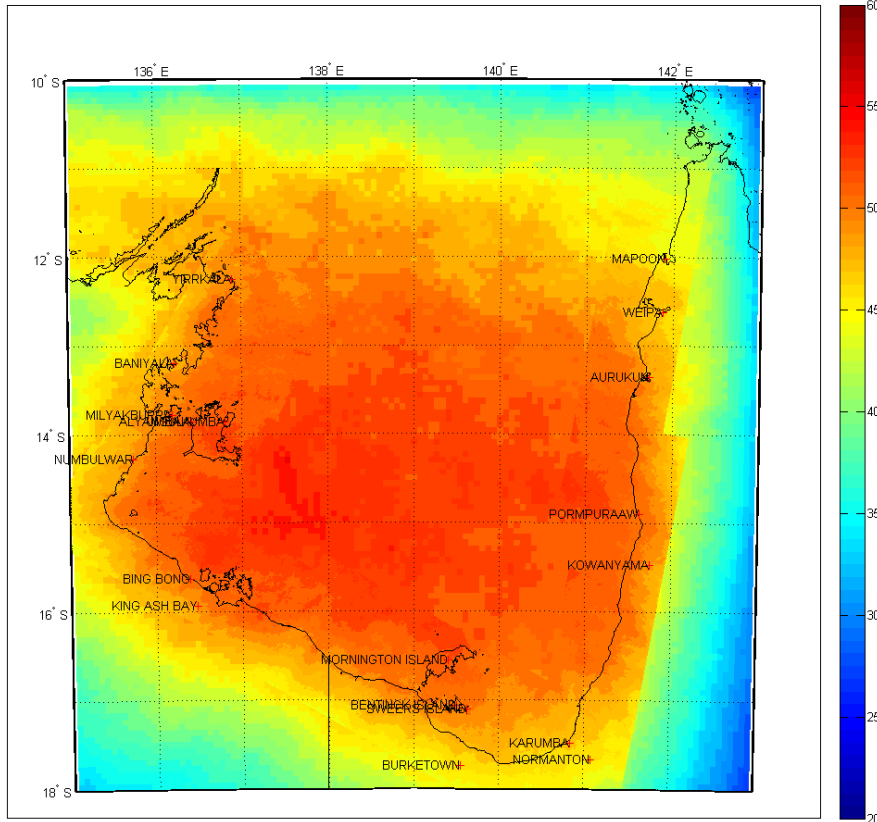 136° E
138° E
140° E
142° E
10° S
12° S
14° S
16° S
18° S
YIRRKALA
MAPOON
WEIPA
BANIYALA
AURUKUN
NUMBULWAR
PORMPURAAW
KOWANYAMA
BING BONG
KING ASH BAY
MORNINGTON ISLAND
BENTINCK ISLAND
SWEERS ISLAND
KARUMBA
NORMANTON
BURKETOWN
60
55
50
45
40
35
30
25
20